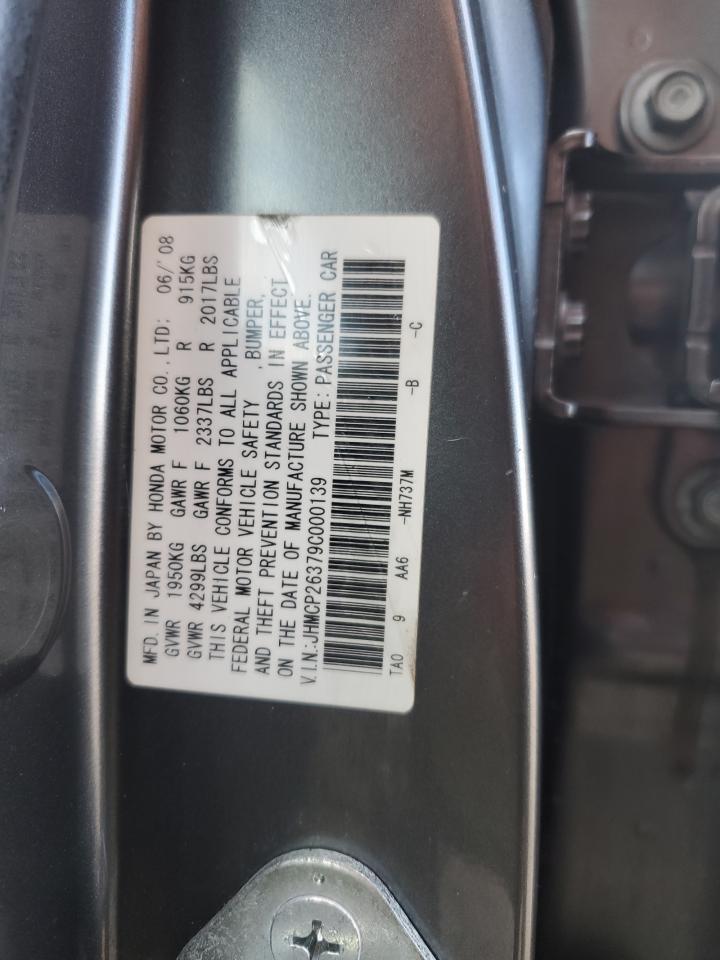 MFD. IN JAPAN BY HONDA MOTOR CO., LTD: 06/'08
GVWR 1950KG GAWR F 1060KG R 915KG
GVWR 4299LBS GAWR F 2337LBS R 2017LBS
THIS VEHICLE CONFORMS TO ALL APPLICABLE
FEDERAL MOTOR VEHICLE SAFETY , BUMPER,
AND THEFT PREVENTION STANDARDS IN EFFECT
ON THE DATE OF MANUFACTURE SHOWN ABOVE.
V.I.N.:JHMCP26379C000139 TYPE: PASSENGER CAR
TA0 9 AA6 -NH737M -B -C